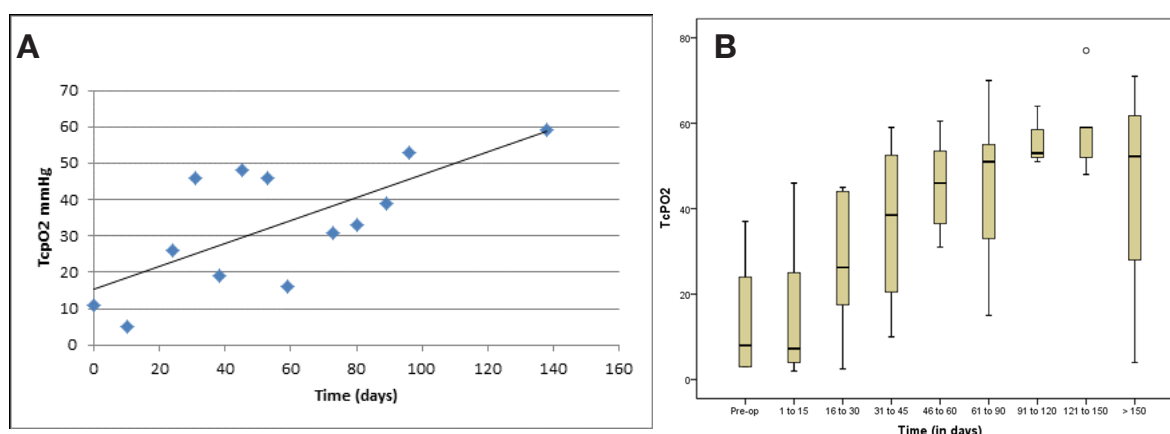 A
70
60
50
40
30
20
10
0
0 20 40 60 80 100 120 140 160
TcpO2 mmHg
Time (days)
B
80
60
40
20
0
TcPO2
Pre-op 1 to 15 16 to 30 31 to 45 46 to 60 61 to 90 91 to 120 121 to 150 > 150
Time (in days)